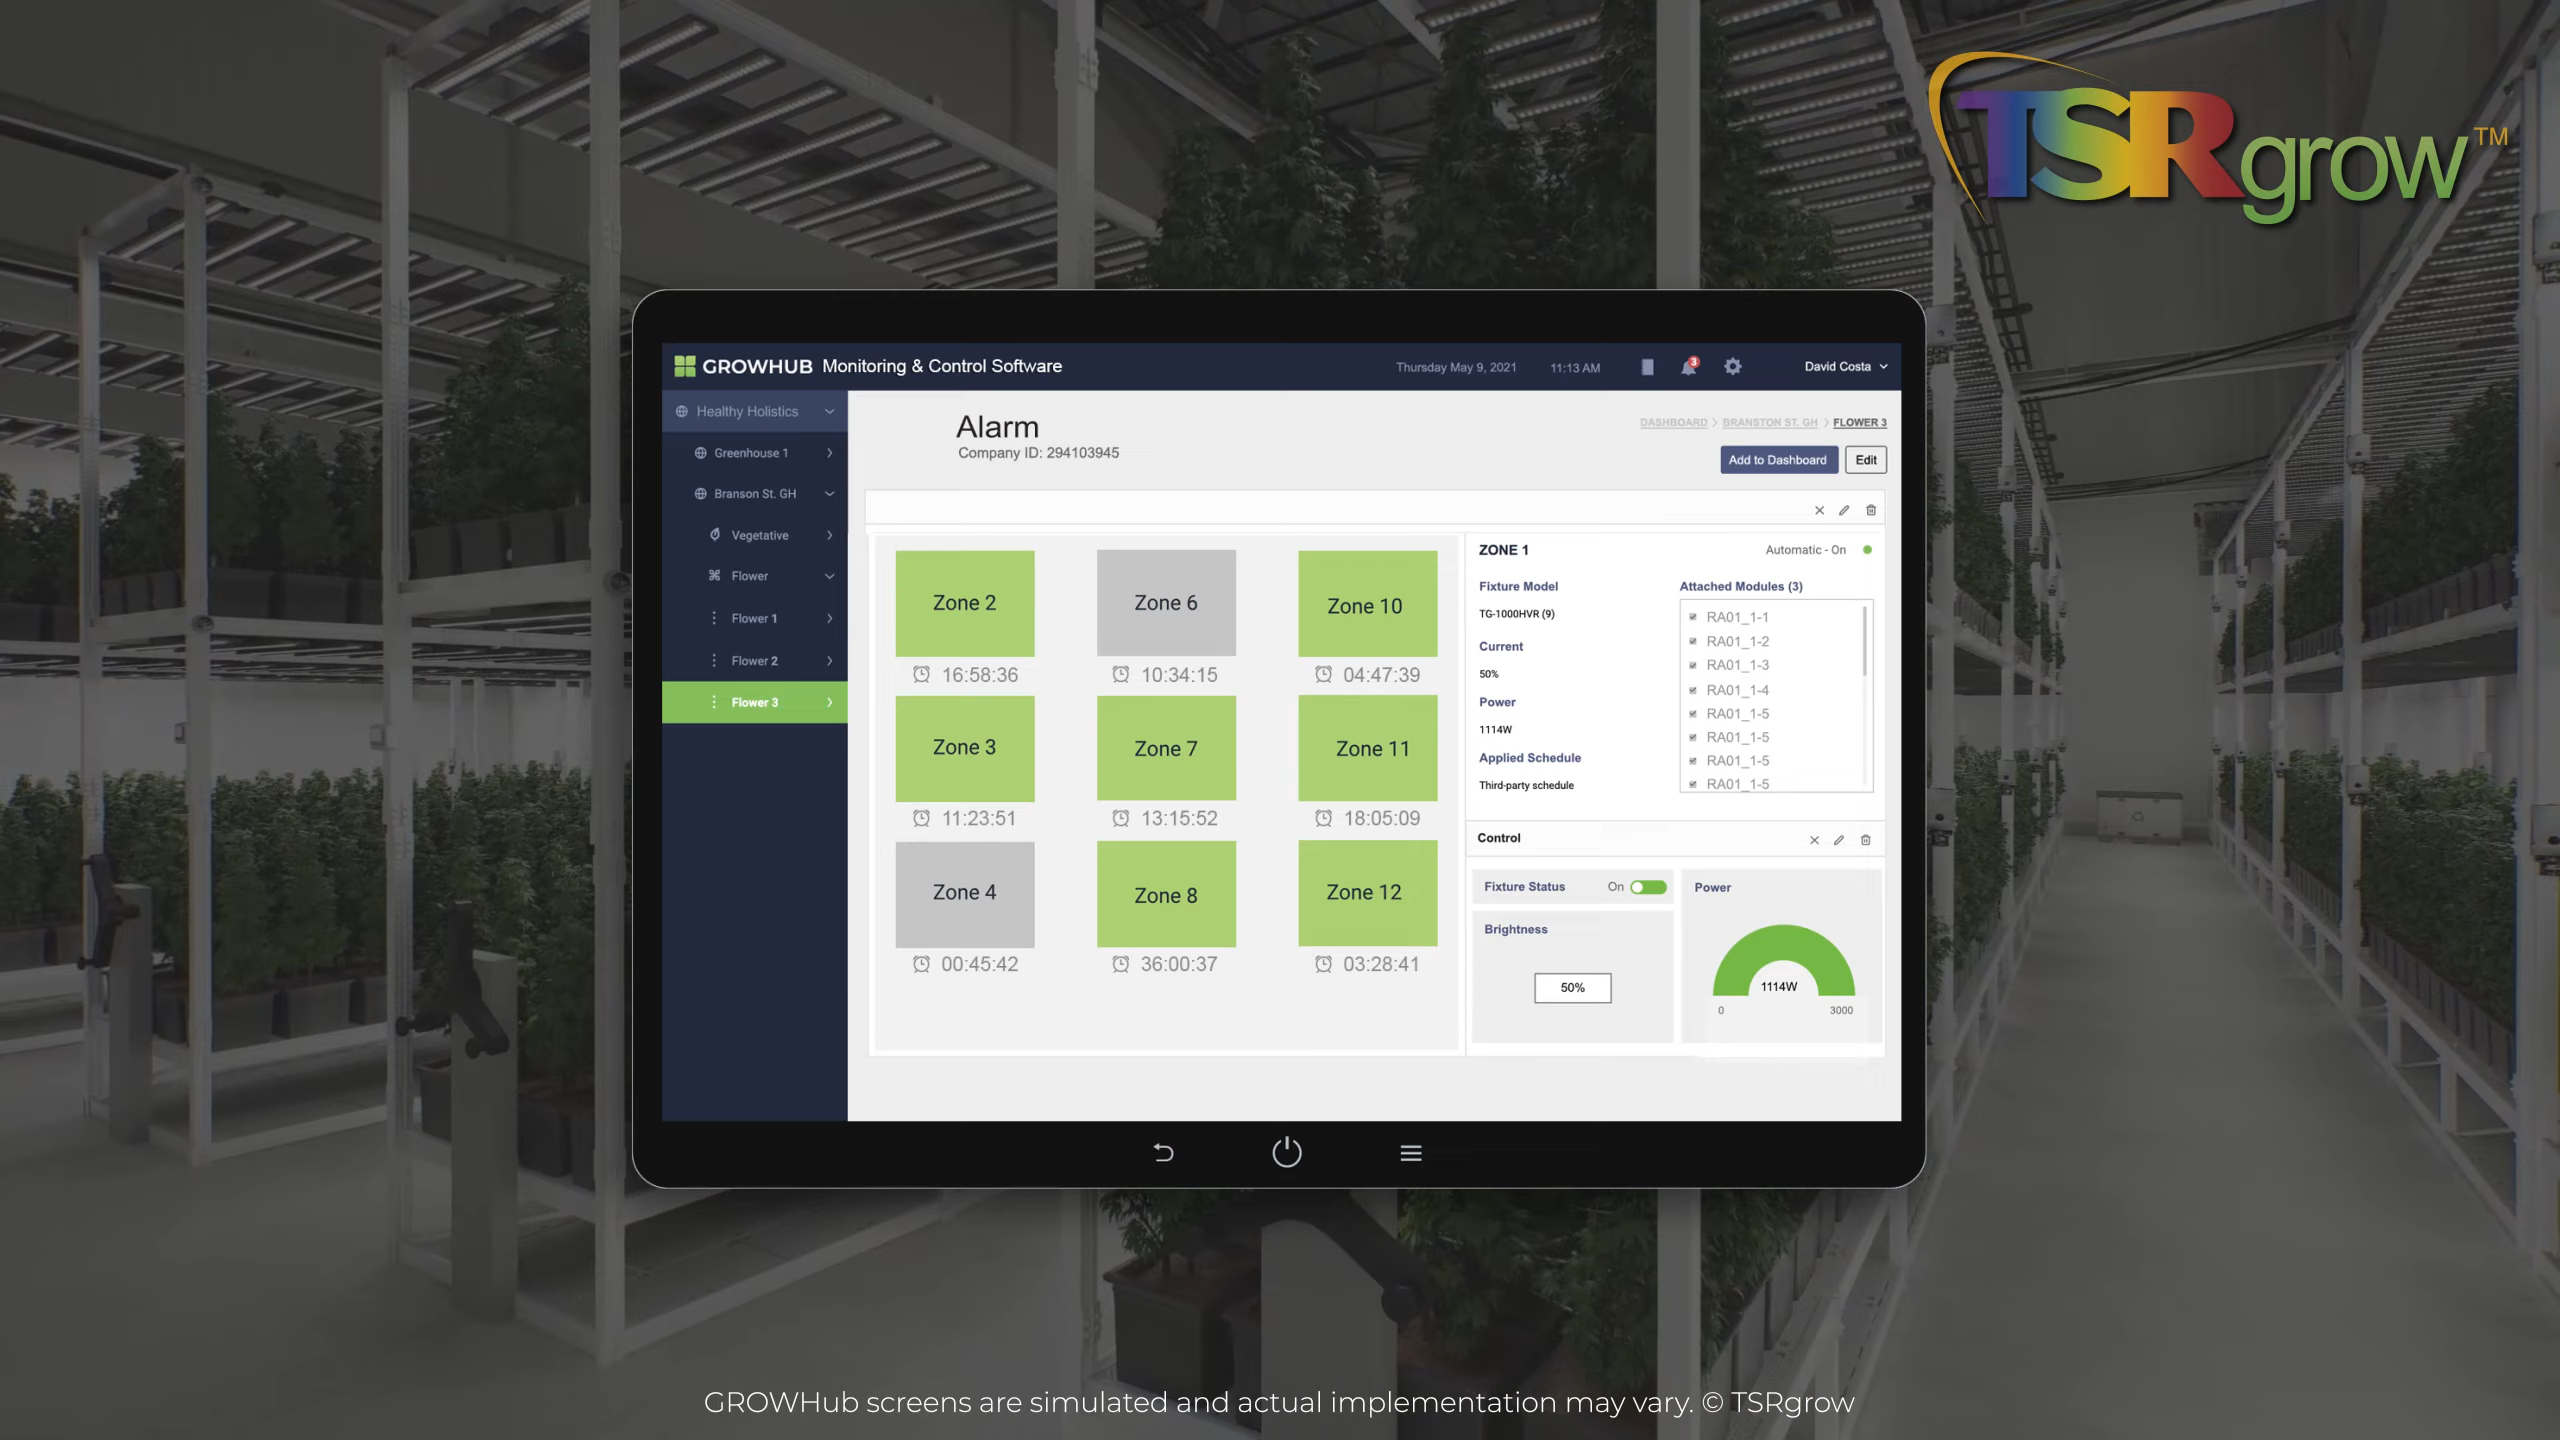 TSRgrow™
GROWHUB Monitoring & Control Software
Thursday May 9, 2021
11:13 AM
3
David Costa
Healthy Holistics
Greenhouse 1
Branson St. GH
Vegetative
Flower
Flower 1
Flower 2
Flower 3
Alarm
Company ID: 294103945
DASHBOARD > BRANSTON ST. GH > FLOWER 3
Add to Dashboard
Edit
Zone 2
Zone 6
Zone 10
16:58:36
10:34:15
04:47:39
Zone 3
Zone 7
Zone 11
11:23:51
13:15:52
18:05:09
Zone 4
Zone 8
Zone 12
00:45:42
36:00:37
03:28:41
ZONE 1
Automatic - On
Fixture Model
TG-1000HVR (9)
Current
50%
Power
1114W
Applied Schedule
Third-party schedule
Attached Modules (3)
RA01_1-1
RA01_1-2
RA01_1-3
RA01_1-4
RA01_1-5
RA01_1-5
RA01_1-5
RA01_1-5
Control
Fixture Status
On
Brightness
50%
Power
1114W
0
3000
GROWHub screens are simulated and actual implementation may vary. © TSRgrow